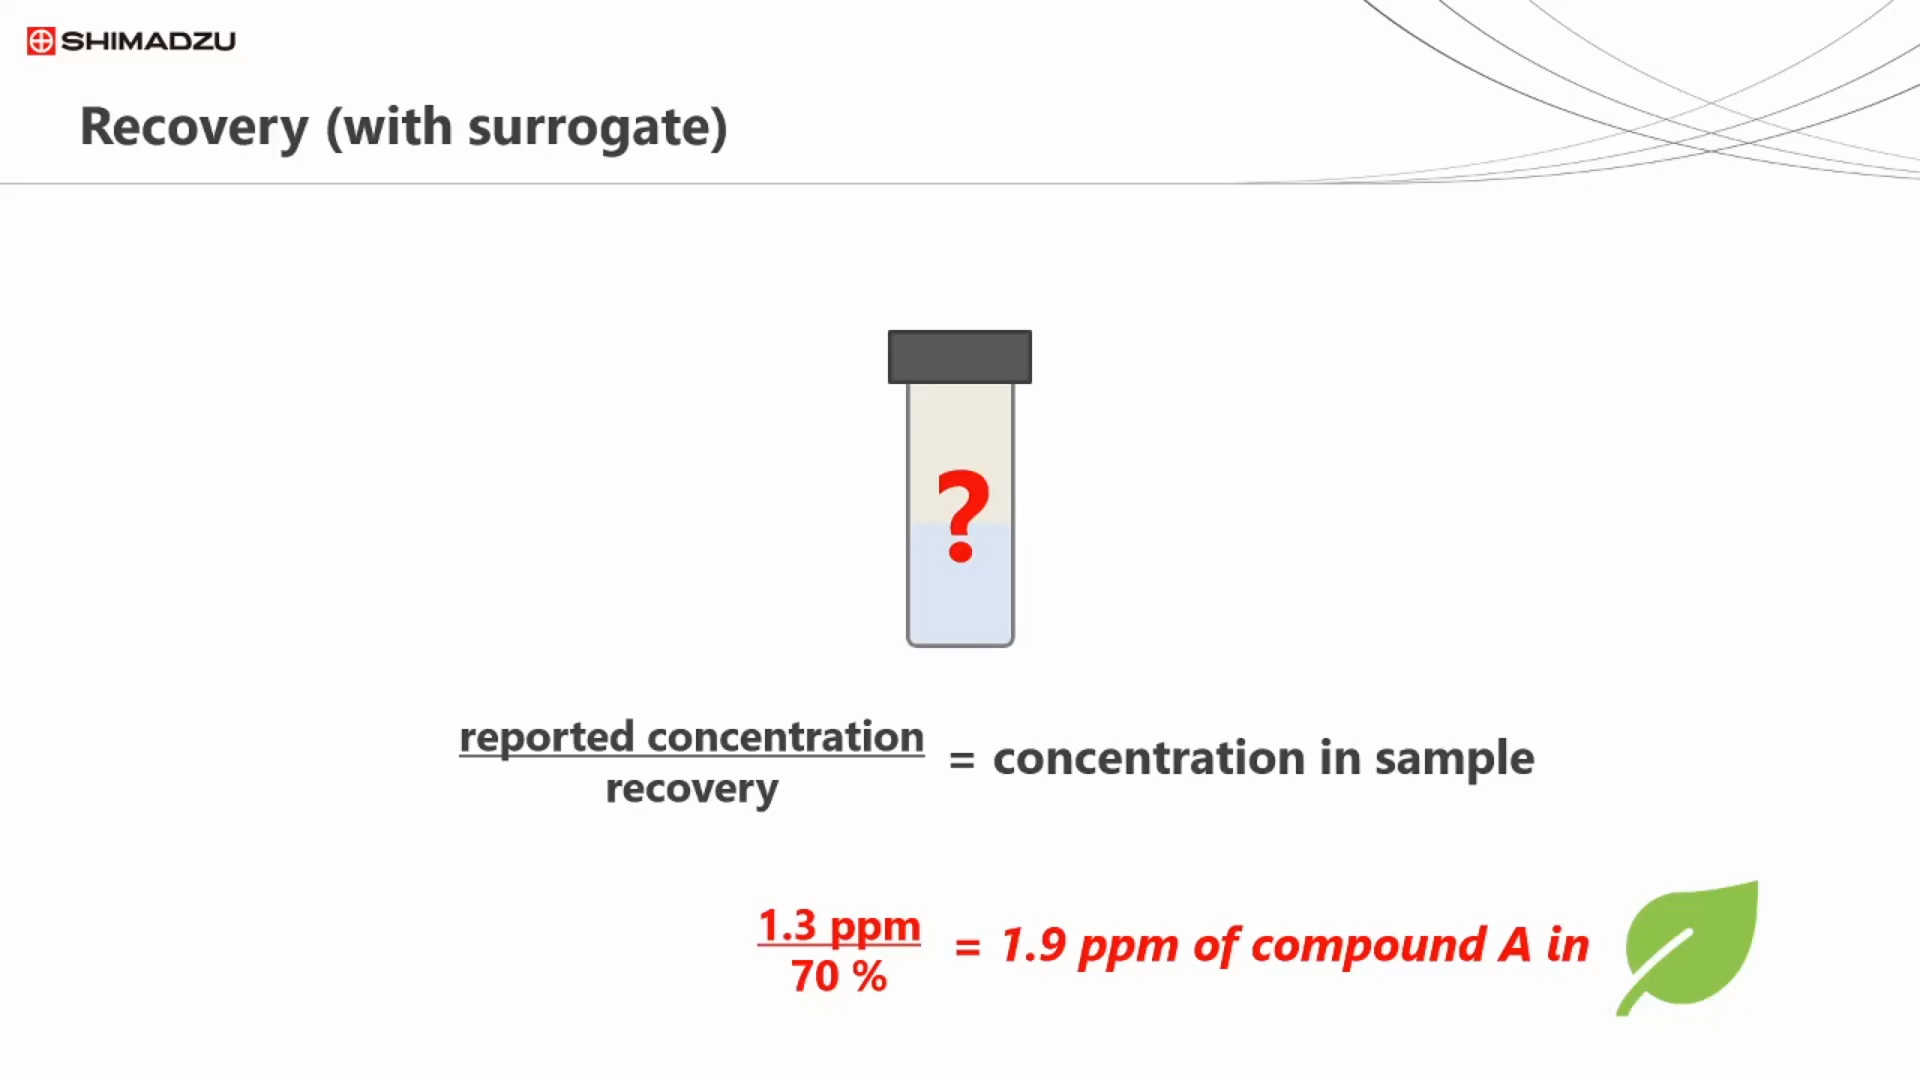 SHIMADZU
Recovery (with surrogate)
?
reported concentration
recovery
= concentration in sample
1.3 ppm
70 %
= 1.9 ppm of compound A in